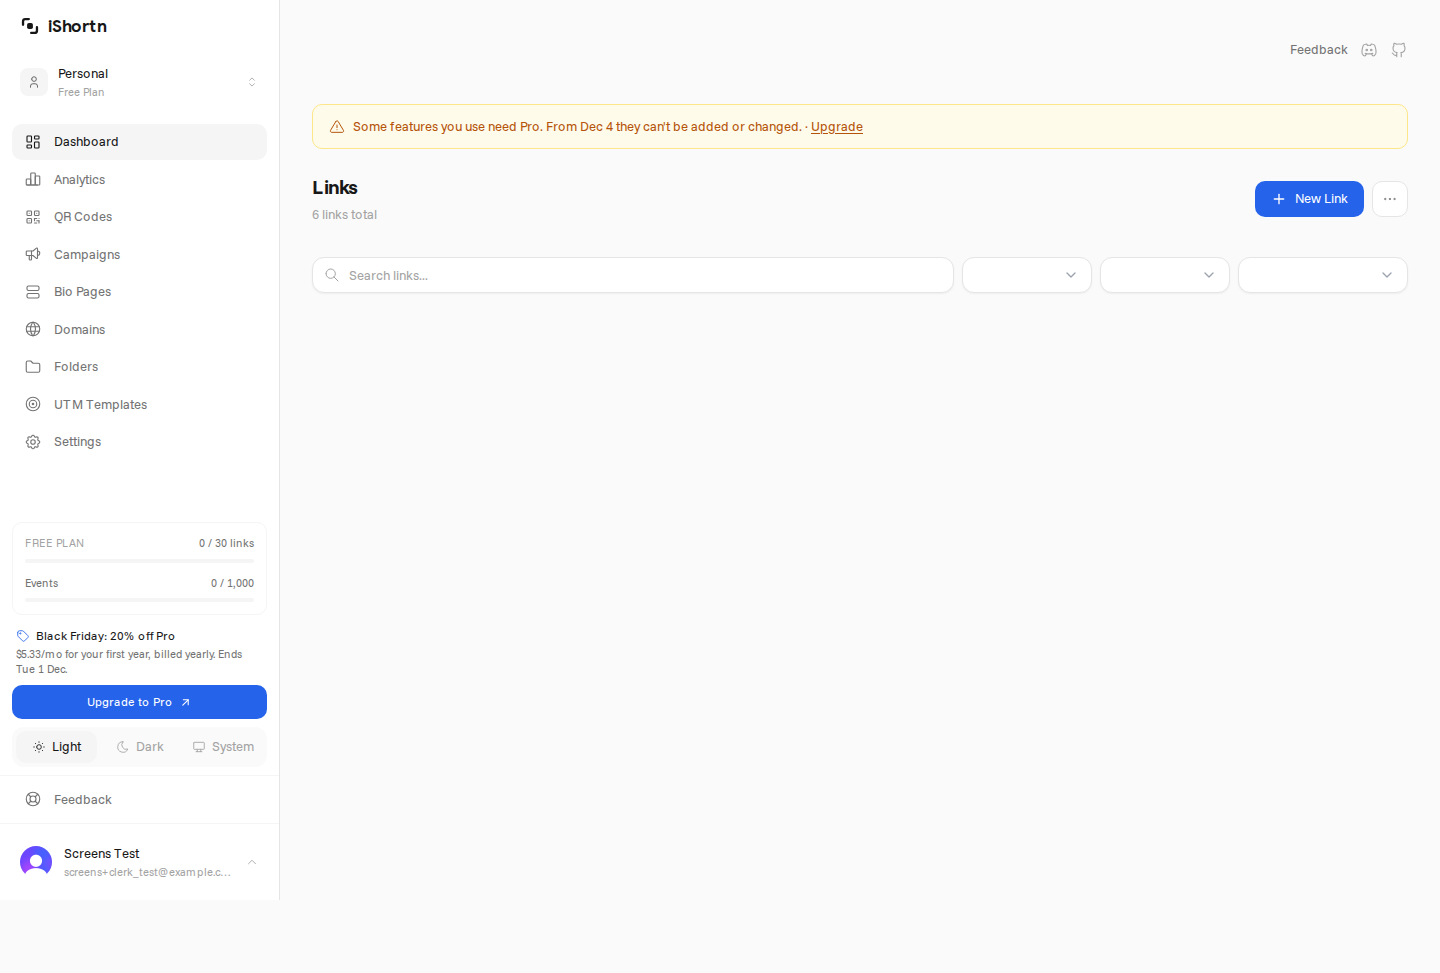 iShortn
Personal
Free Plan
Dashboard
Analytics
QR Codes
Campaigns
Bio Pages
Domains
Folders
UTM Templates
Settings
FREE PLAN 0 / 30 links
Events 0 / 1,000
Black Friday: 20% off Pro
$5.33/mo for your first year, billed yearly. Ends
Tue 1 Dec.
Upgrade to Pro
Light Dark System
Feedback
Screens Test
screens+clerk_test@example.c...
Feedback
Some features you use need Pro. From Dec 4 they can't be added or changed. · Upgrade
Links
6 links total
New Link
Search links...